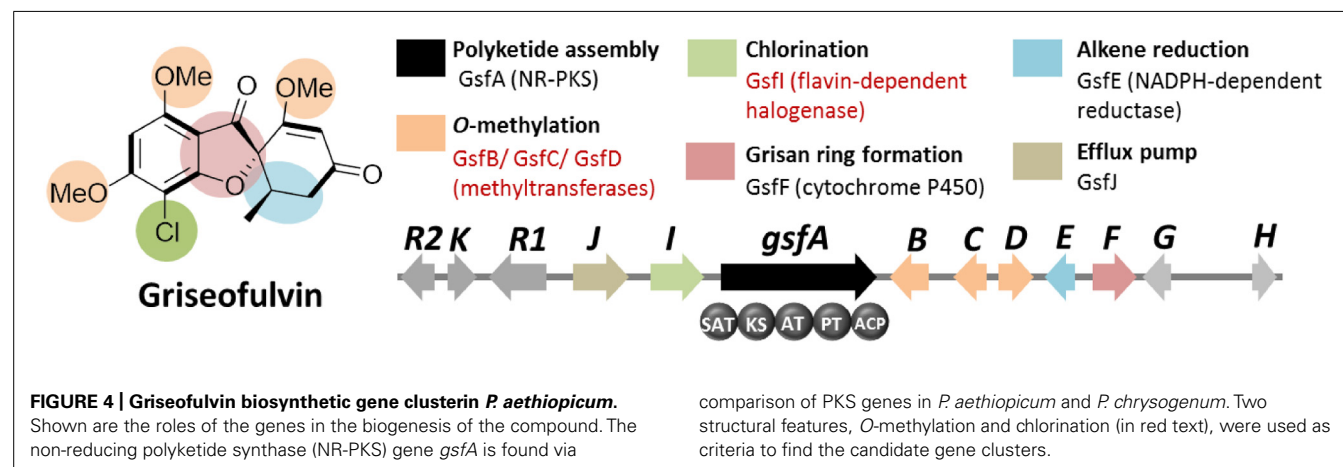 OMe
O
OMe
MeO
O
O
Cl
Griseofulvin
Polyketide assembly
GsfA (NR-PKS)
O-methylation
GsfB/ GsfC/ GsfD
(methyltransferases)
Chlorination
GsfI (flavin-dependent
halogenase)
Grisan ring formation
GsfF (cytochrome P450)
Alkene reduction
GsfE (NADPH-dependent
reductase)
Efflux pump
GsfJ
R2 K R1 J I gsfA B C D E F G H
SAT KS AT PT ACP
FIGURE 4 | Griseofulvin biosynthetic gene clusterin P. aethiopicum.
Shown are the roles of the genes in the biogenesis of the compound. The
non-reducing polyketide synthase (NR-PKS) gene gsfA is found via
comparison of PKS genes in P. aethiopicum and P. chrysogenum. Two
structural features, O-methylation and chlorination (in red text), were used as
criteria to find the candidate gene clusters.